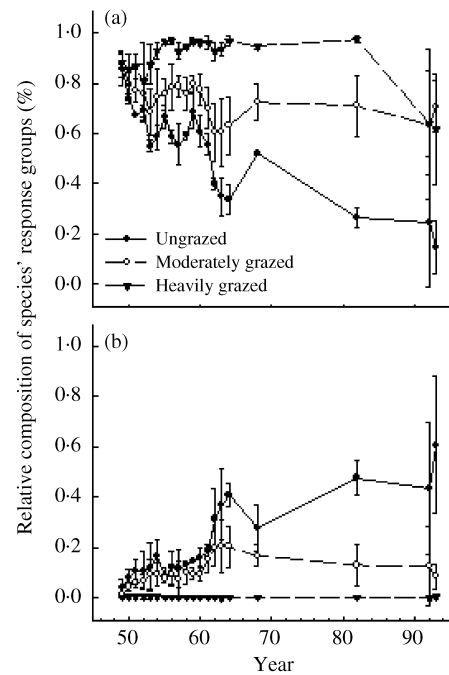 Relative composition of species' response groups (%)
(a)
1·0
0·8
0·6
0·4
0·2
0·0
Ungrazed
Moderately grazed
Heavily grazed
(b)
1·0
0·8
0·6
0·4
0·2
0·0
50 60 70 80 90
Year